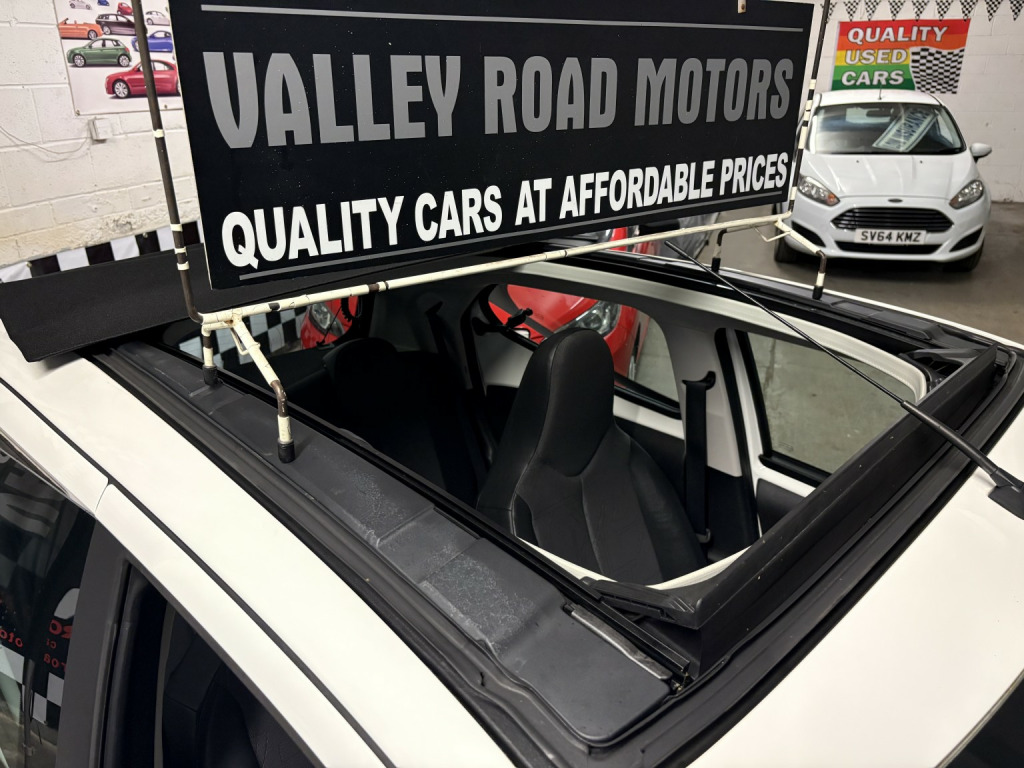 VALLEY ROAD MOTORS
QUALITY CARS AT AFFORDABLE PRICES
QUALITY
USED
CARS
SV64 KMZ